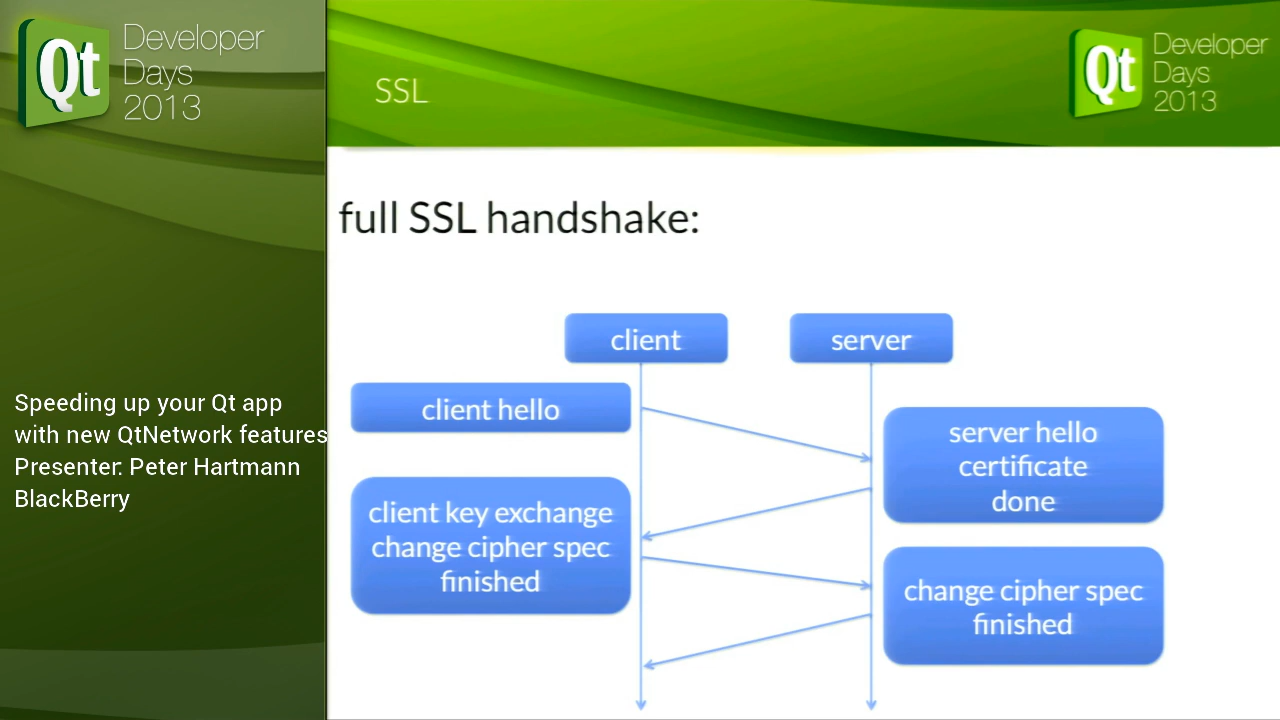 Qt
Developer
Days
2013
SSL
Qt
Developer
Days
2013
full SSL handshake:
client
server
client hello
server hello
certificate
done
client key exchange
change cipher spec
finished
change cipher spec
finished
Speeding up your Qt app
with new QtNetwork features
Presenter: Peter Hartmann
BlackBerry